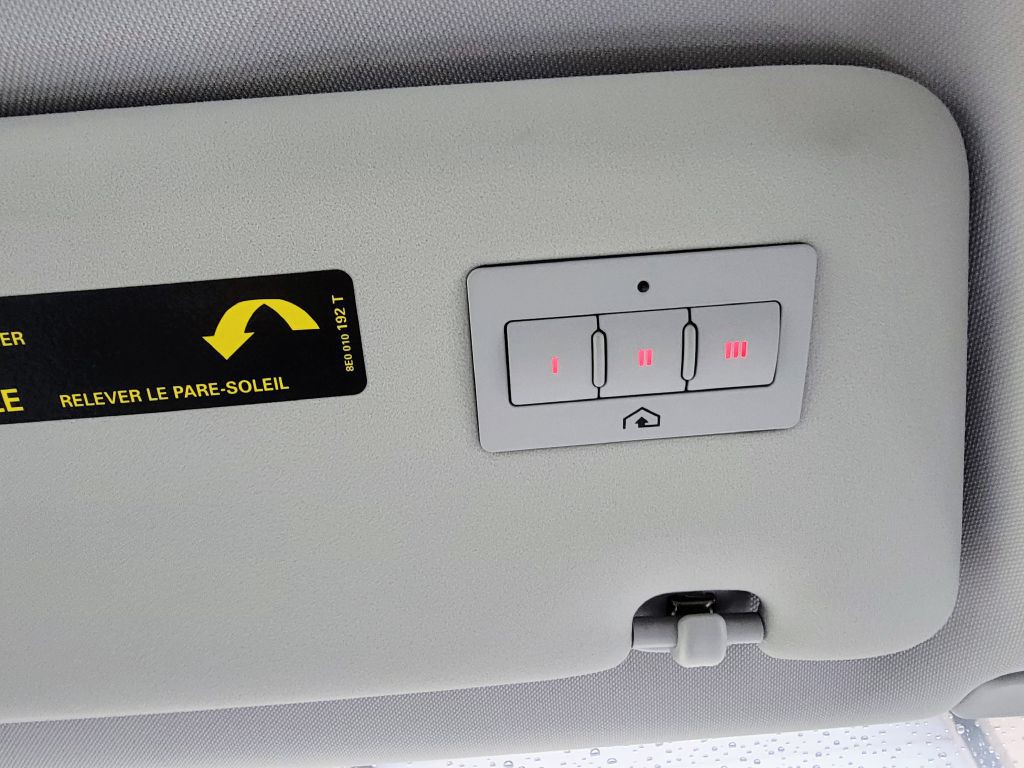 ER
LE
RELEVER LE PARE-SOLEIL
8E0 010 192 T
I
II
III